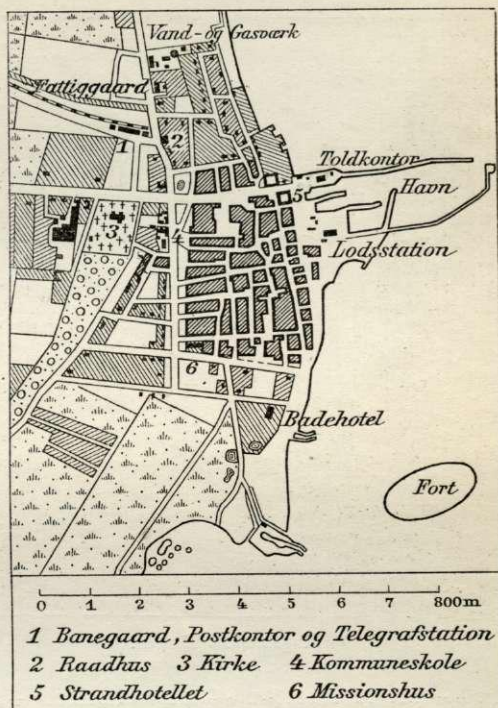 Vand- og Gasværk
Fattiggaard
1
2
Toldkontor
5
Havn
3
4
Lodsstation
6
Badehotel
Fort
0 1 2 3 4 5 6 7 800m
1 Banegaard, Postkontor og Telegrafstation
2 Raadhus 3 Kirke 4 Kommuneskole
5 Strandhotellet 6 Missionshus